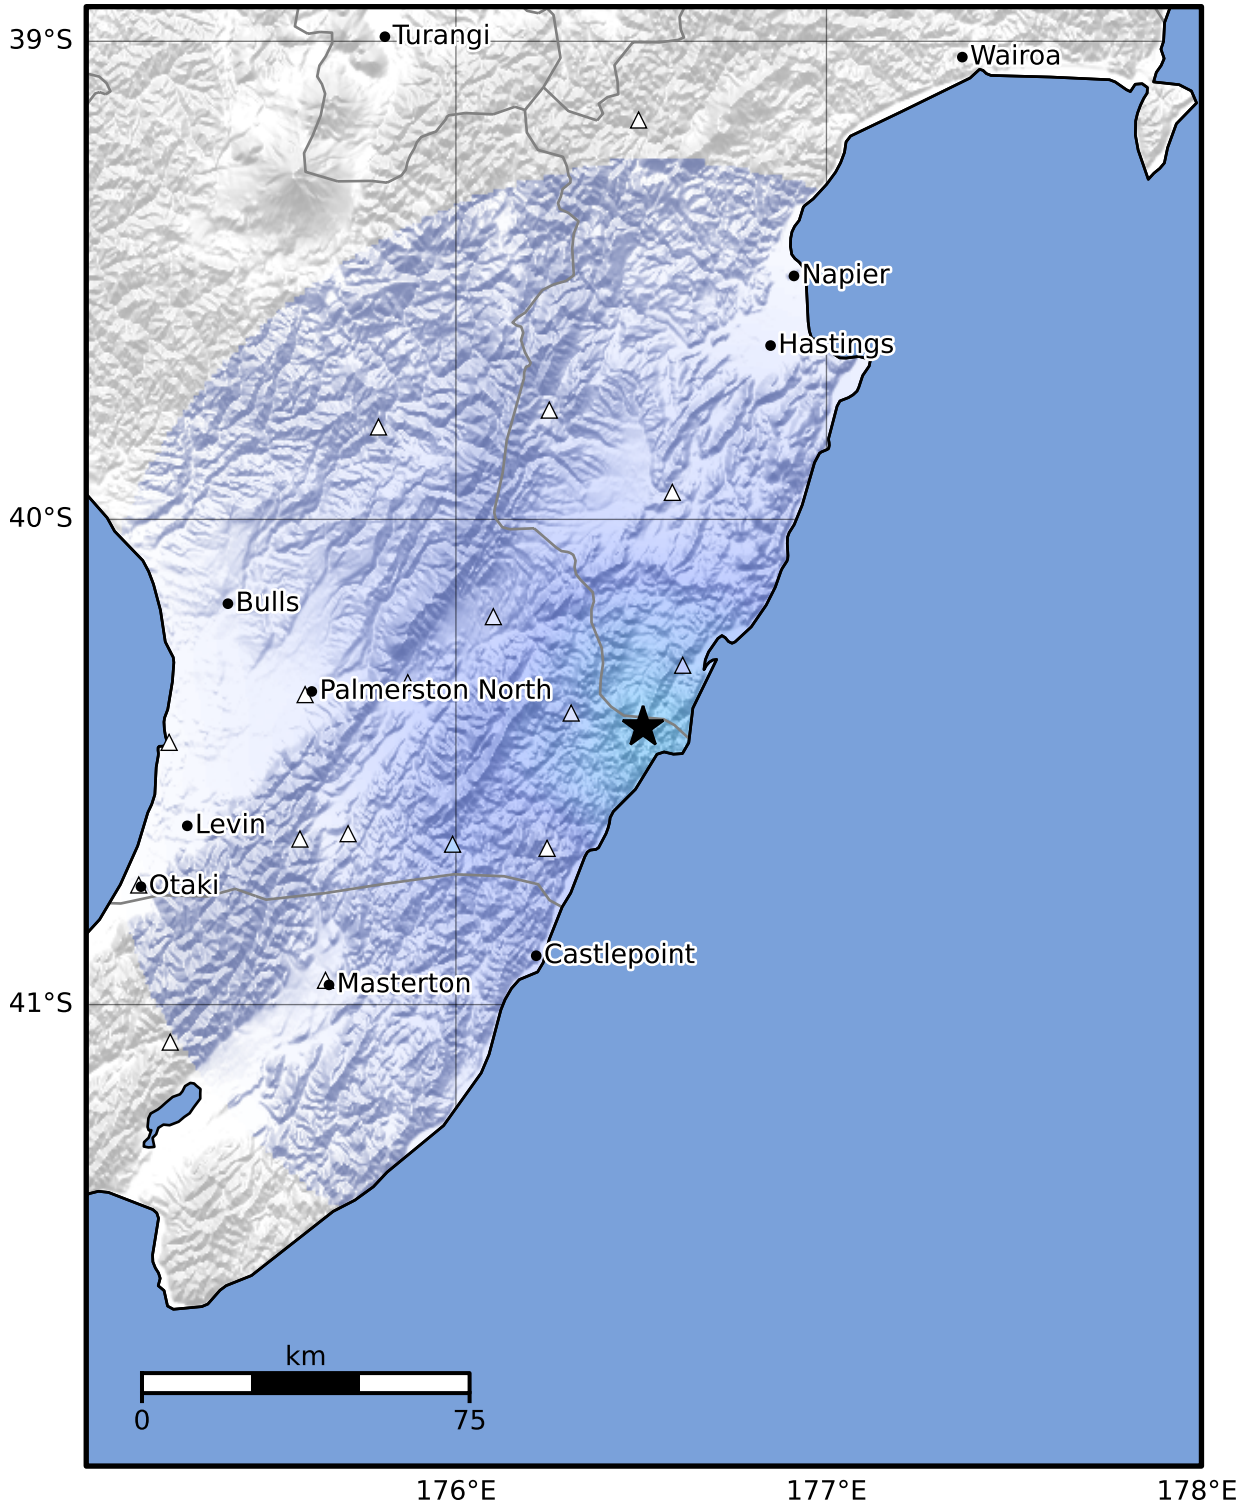 39°S
Turangi
Wairoa
Napier
Hastings
40°S
Bulls
Palmerston North
Levin
Otaki
Castlepoint
Masterton
41°S
km
0 75
176°E 177°E 178°E